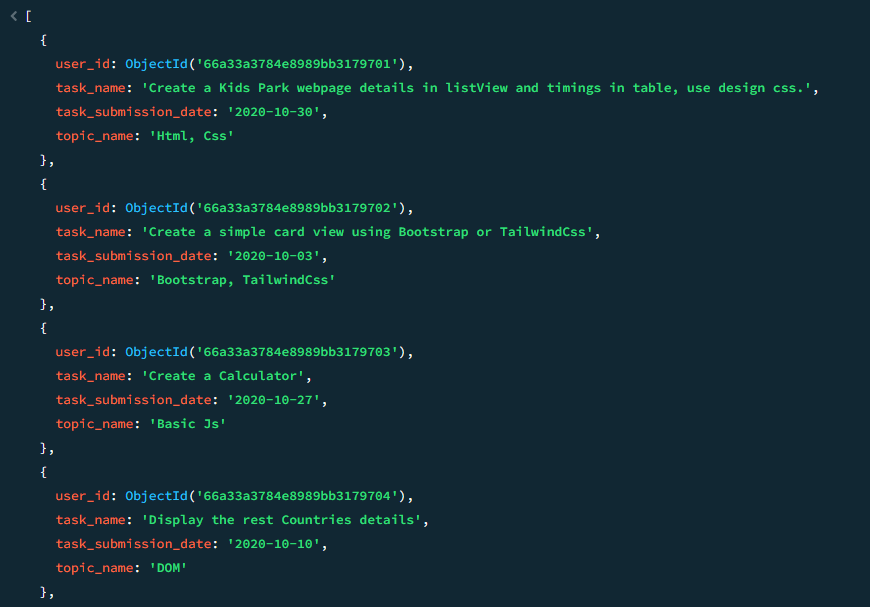 [
{
user_id: ObjectId('66a33a3784e8989bb3179701'),
task_name: 'Create a Kids Park webpage details in listView and timings in table, use design css.',
task_submission_date: '2020-10-30',
topic_name: 'Html, Css'
},
{
user_id: ObjectId('66a33a3784e8989bb3179702'),
task_name: 'Create a simple card view using Bootstrap or TailwindCss',
task_submission_date: '2020-10-03',
topic_name: 'Bootstrap, TailwindCss'
},
{
user_id: ObjectId('66a33a3784e8989bb3179703'),
task_name: 'Create a Calculator',
task_submission_date: '2020-10-27',
topic_name: 'Basic Js'
},
{
user_id: ObjectId('66a33a3784e8989bb3179704'),
task_name: 'Display the rest Countries details',
task_submission_date: '2020-10-10',
topic_name: 'DOM'
},